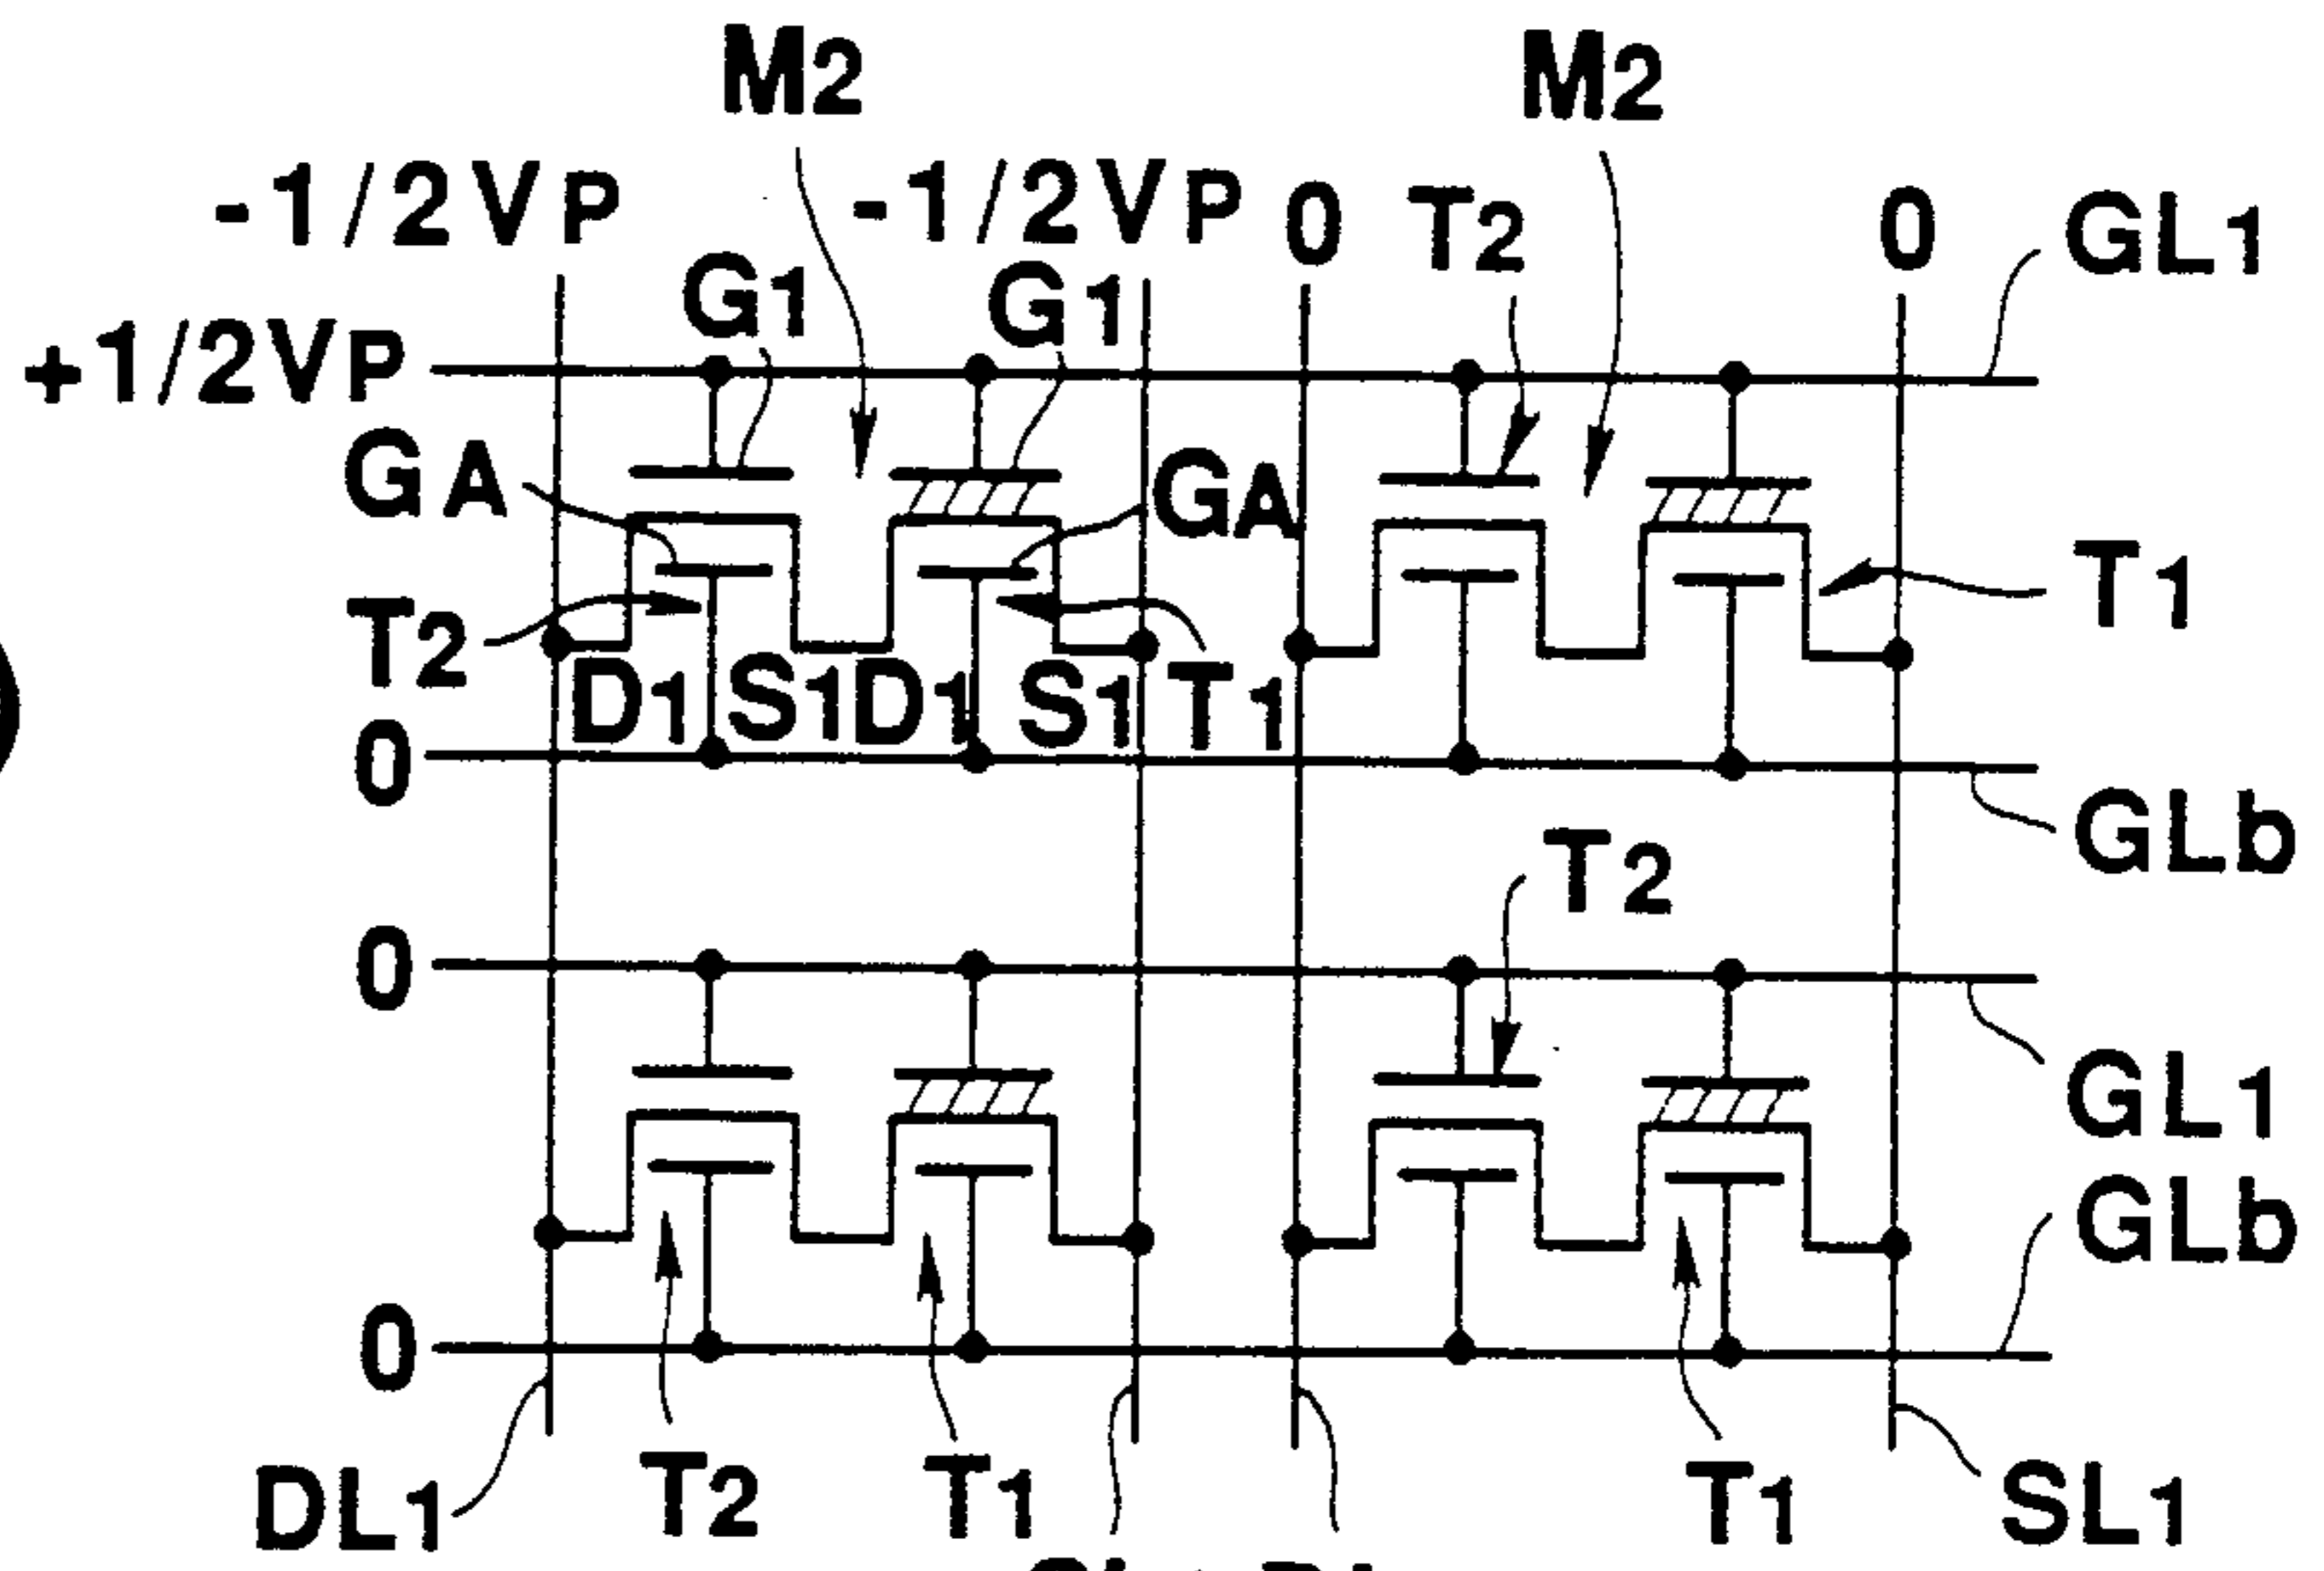 M2 M2
-1/2VP -1/2VP 0 T2 0 GL1
G1 G1
+1/2VP
GA GA
T1
T2
D1 S1 D1 S1 T1
0
GLb
T2
0
GL1
GLb
0
DL1 T2 T1 T1 SL1